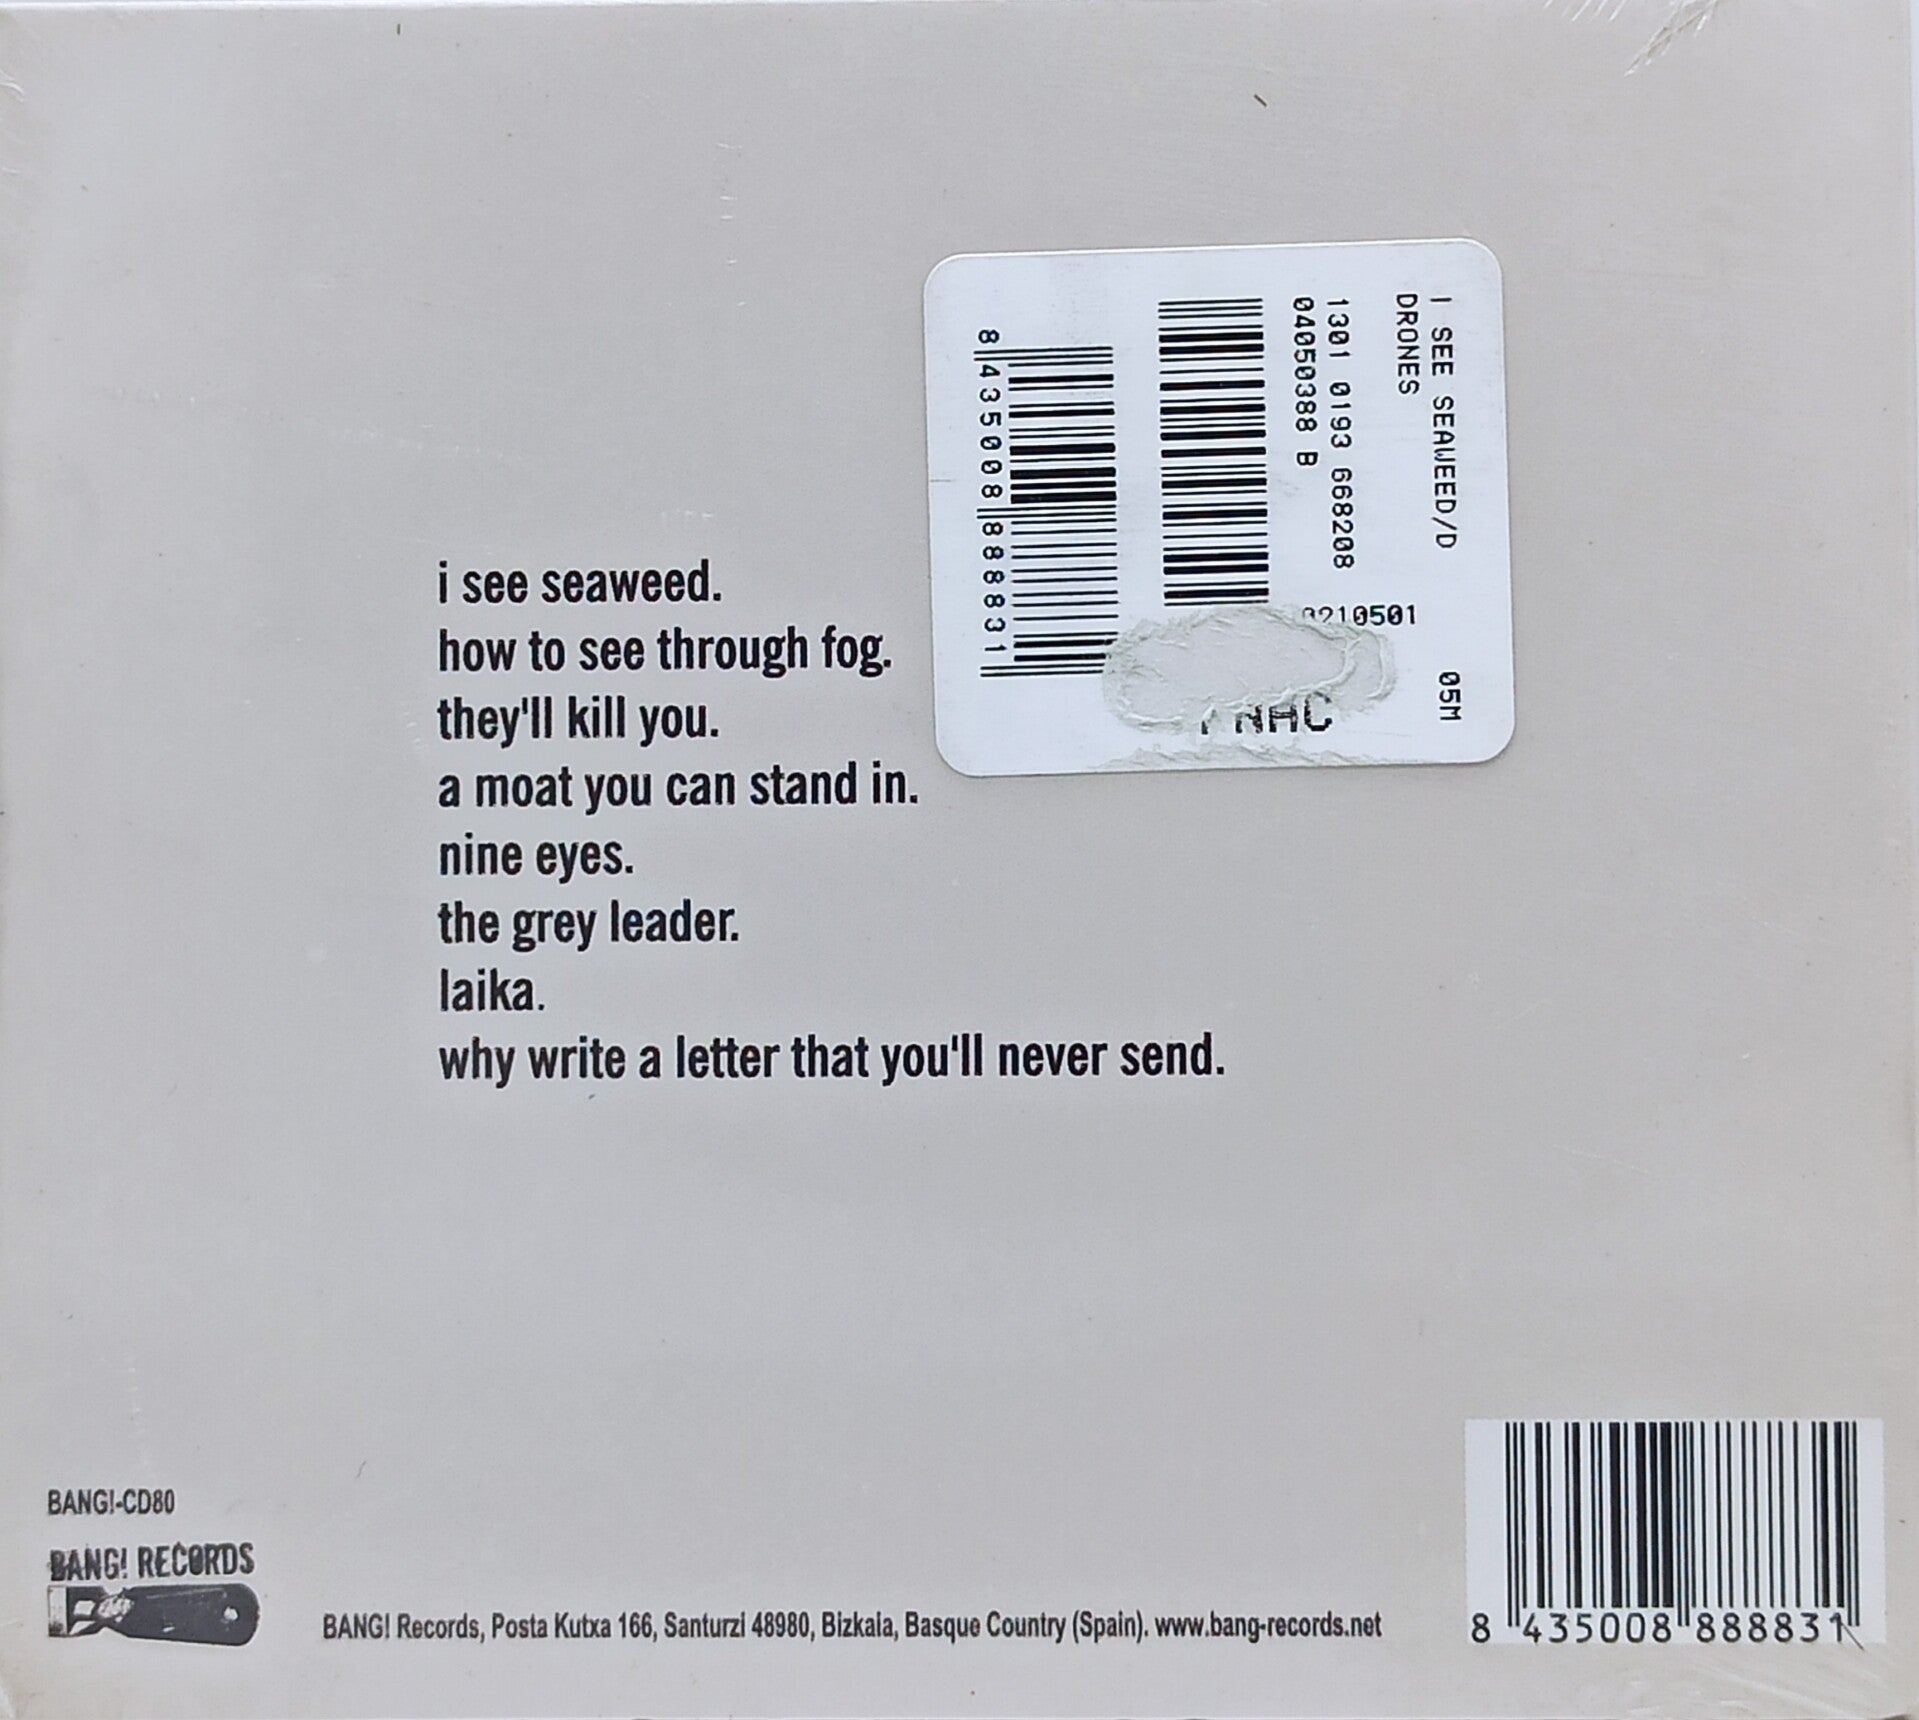 I SEE SEAWEED/D
05M
DRONES
1301 0193 668208
04050388 B
8 435008 888831
i see seaweed.
how to see through fog.
they'll kill you.
a moat you can stand in.
nine eyes.
the grey leader.
laika.
why write a letter that you'll never send.
BANG!-CD80
BANG! RECORDS
BANG! Records, Posta Kutxa 166, Santurzi 48980, Bizkaia, Basque Country (Spain). www.bang-records.net
8 435008 888831